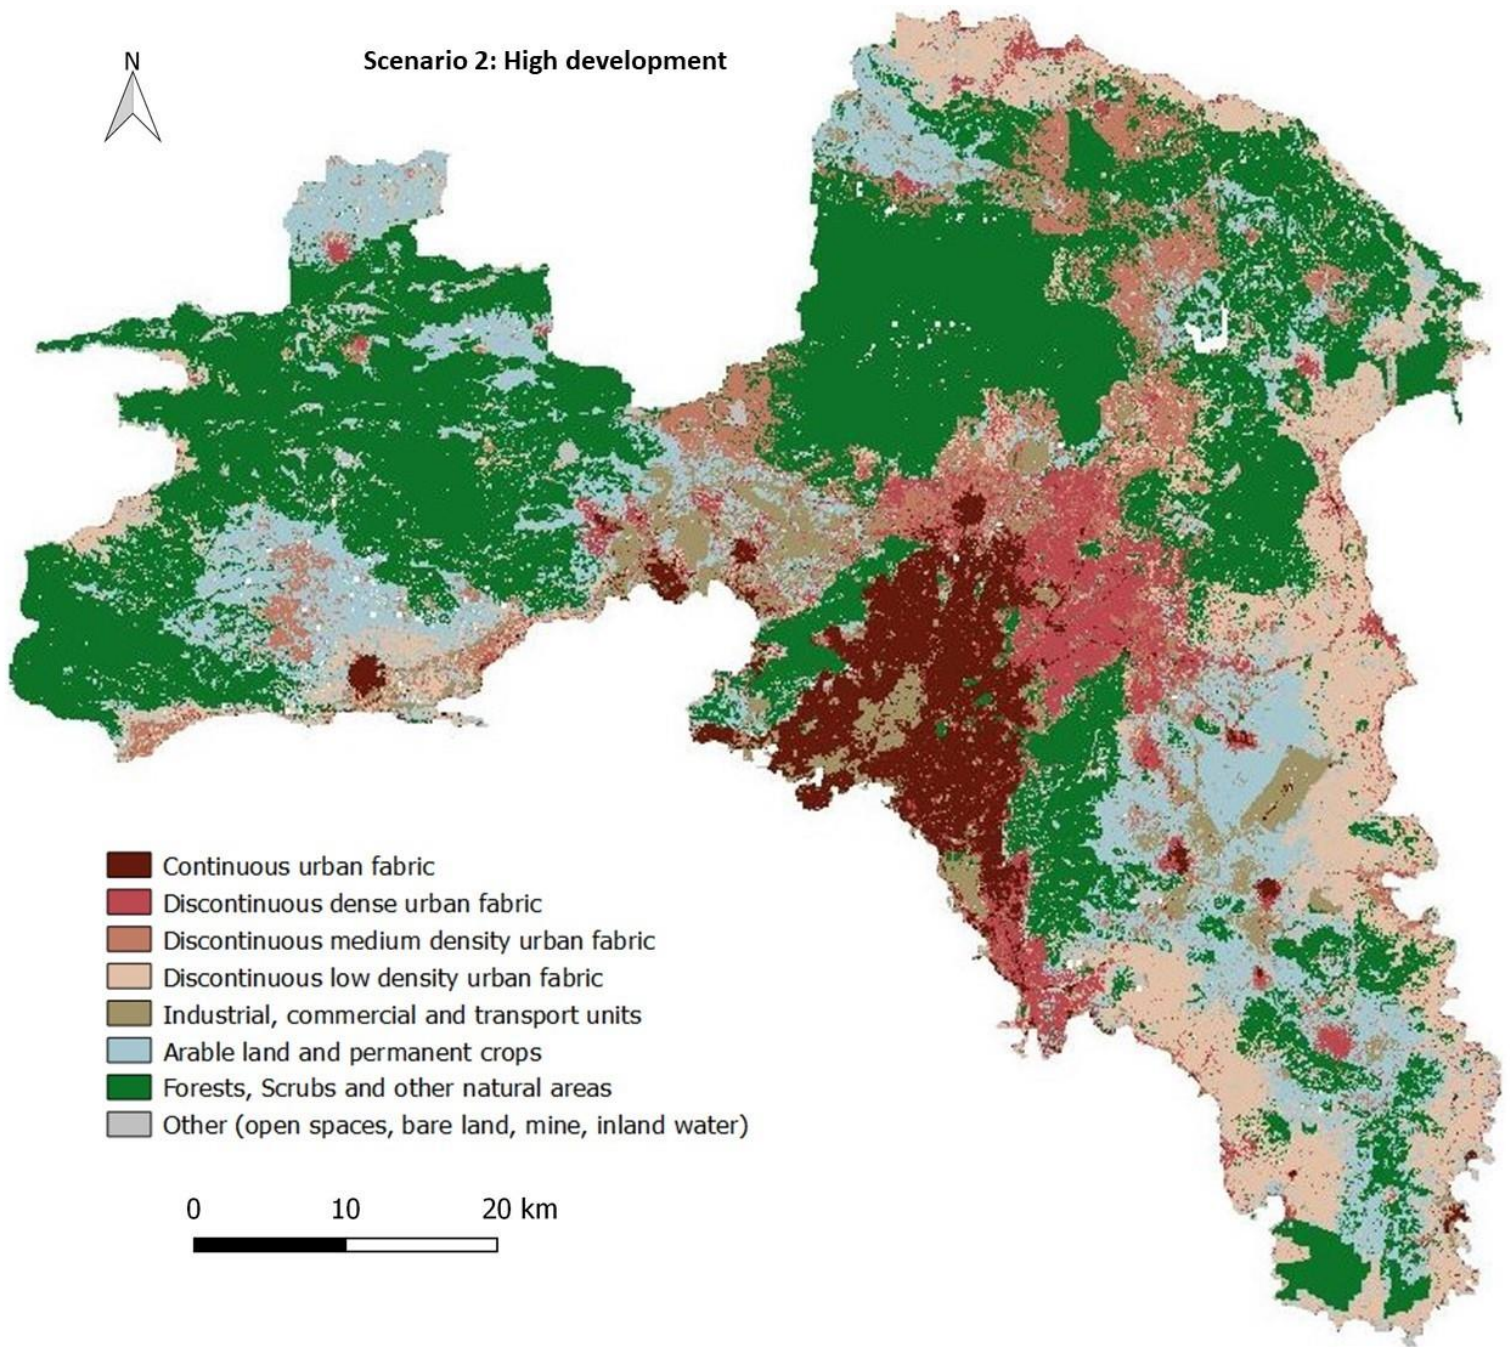 N
Scenario 2: High development
Continuous urban fabric
Discontinuous dense urban fabric
Discontinuous medium density urban fabric
Discontinuous low density urban fabric
Industrial, commercial and transport units
Arable land and permanent crops
Forests, Scrubs and other natural areas
Other (open spaces, bare land, mine, inland water)
0 10 20 km